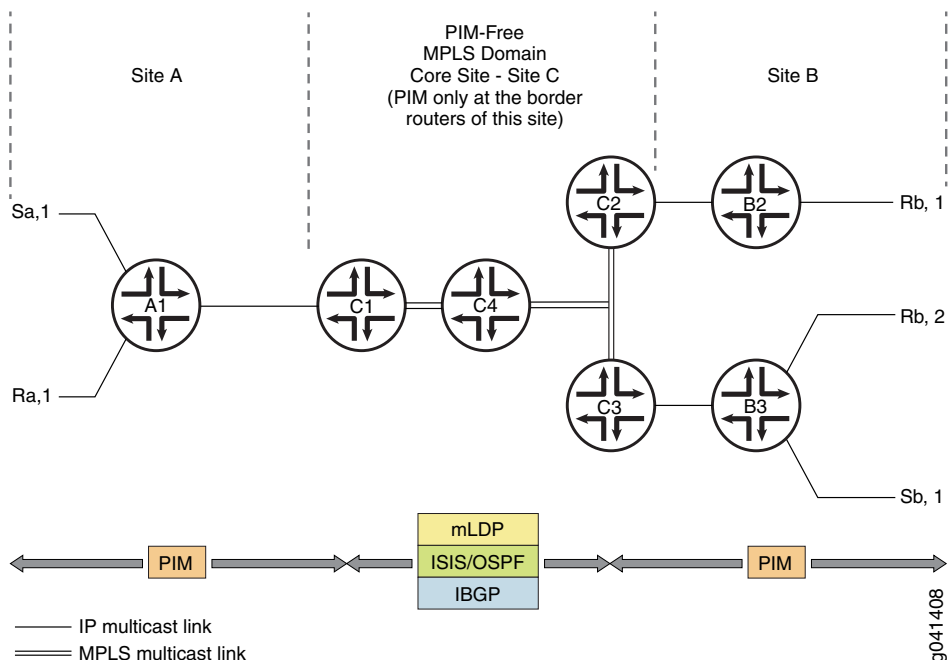 Site A
PIM-Free
MPLS Domain
Core Site - Site C
(PIM only at the border
routers of this site)
Site B
Sa,1
Ra,1
A1
C1
C4
C2
C3
B2
B3
Rb, 1
Rb, 2
Sb, 1
PIM
mLDP
ISIS/OSPF
IBGP
PIM
IP multicast link
MPLS multicast link
g041408